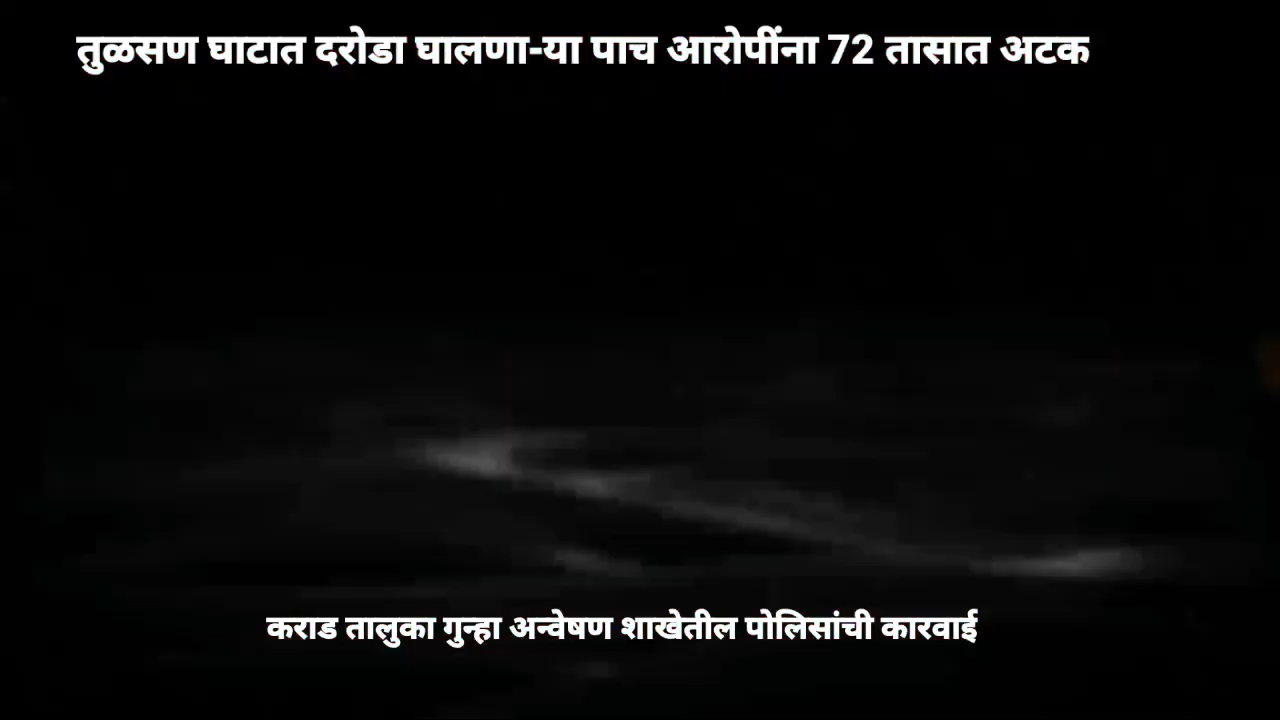 तुळसण घाटात दरोडा घालणा-या पाच आरोपींना 72 तासात अटक
कराड तालुका गुन्हा अन्वेषण शाखेतील पोलिसांची कारवाई